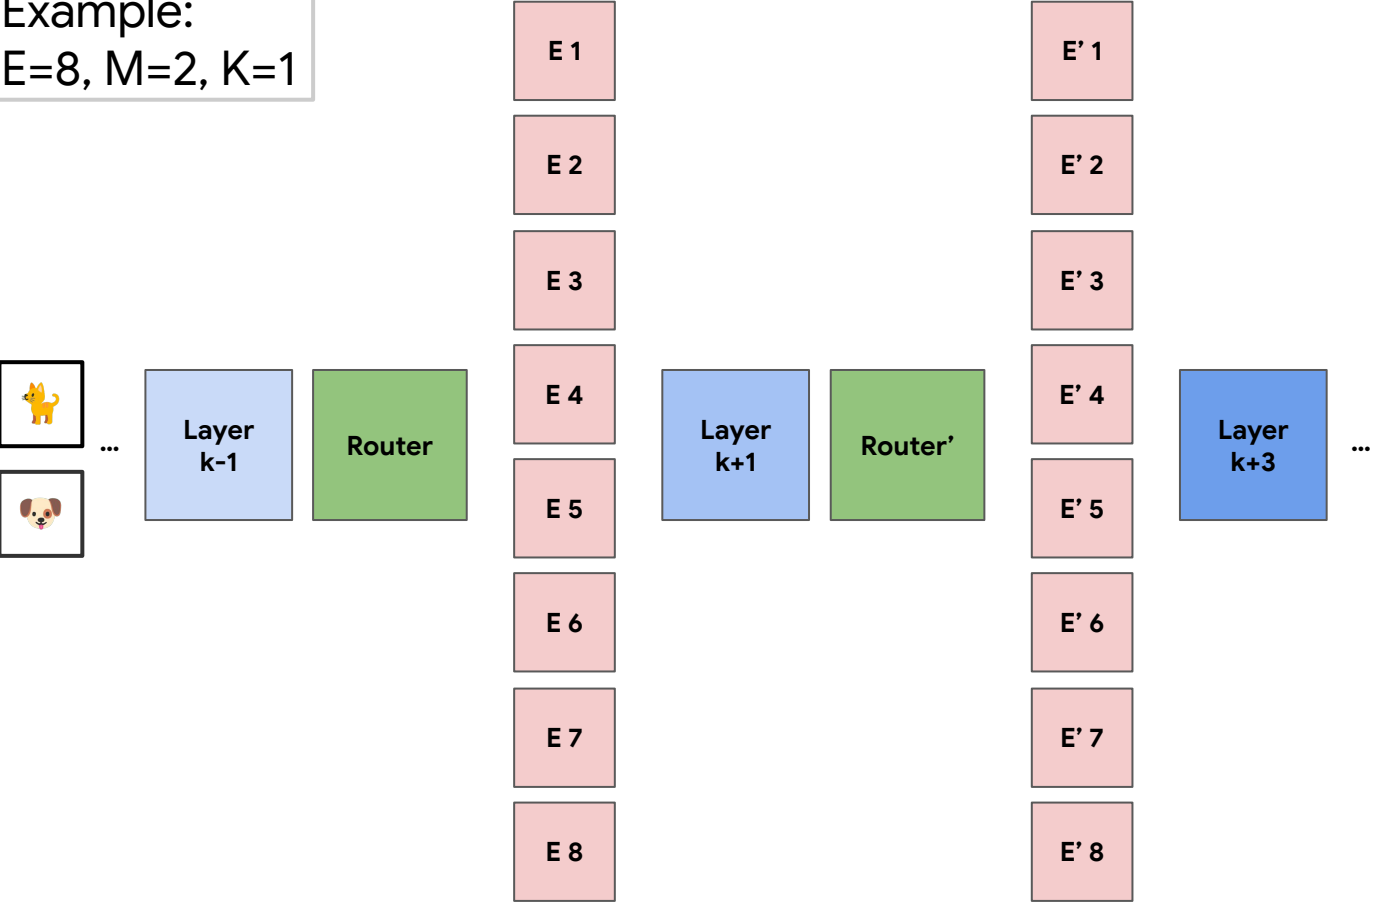 Example:
E=8, M=2, K=1
E 1
E 2
E 3
E 4
E 5
E 6
E 7
E 8
E’ 1
E’ 2
E’ 3
E’ 4
E’ 5
E’ 6
E’ 7
E’ 8
...
Layer
k-1
Router
Layer
k+1
Router’
Layer
k+3
...